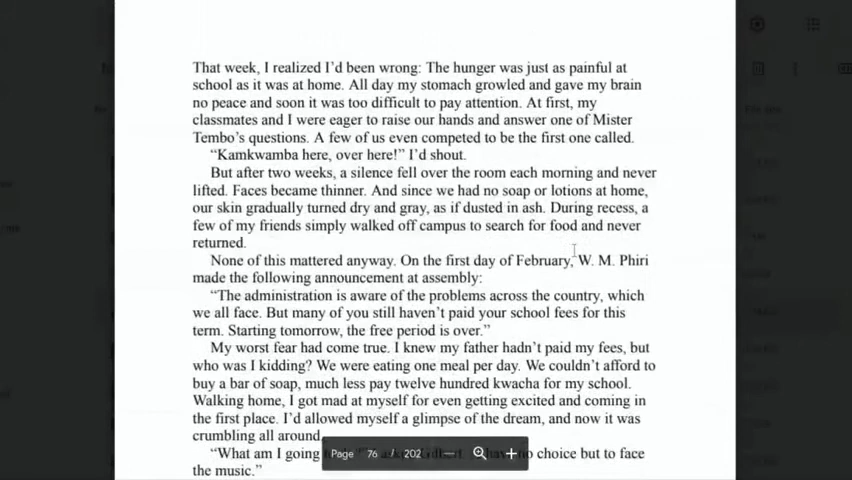 That week, I realized I’d been wrong: The hunger was just as painful at
school as it was at home. All day my stomach growled and gave my brain
no peace and soon it was too difficult to pay attention. At first, my
classmates and I were eager to raise our hands and answer one of Mister
Tembo’s questions. A few of us even competed to be the first one called.
“Kamkwamba here, over here!” I’d shout.
But after two weeks, a silence fell over the room each morning and never
lifted. Faces became thinner. And since we had no soap or lotions at home,
our skin gradually turned dry and gray, as if dusted in ash. During recess, a
few of my friends simply walked off campus to search for food and never
returned.
None of this mattered anyway. On the first day of February, W. M. Phiri
made the following announcement at assembly:
“The administration is aware of the problems across the country, which
we all face. But many of you still haven’t paid your school fees for this
term. Starting tomorrow, the free period is over.”
My worst fear had come true. I knew my father hadn’t paid my fees, but
who was I kidding? We were eating one meal per day. We couldn’t afford to
buy a bar of soap, much less pay twelve hundred kwacha for my school.
Walking home, I got mad at myself for even getting excited and coming in
the first place. I’d allowed myself a glimpse of the dream, and now it was
crumbling all around
“What am I going choice but to face
Page 76 / 202
the music.”